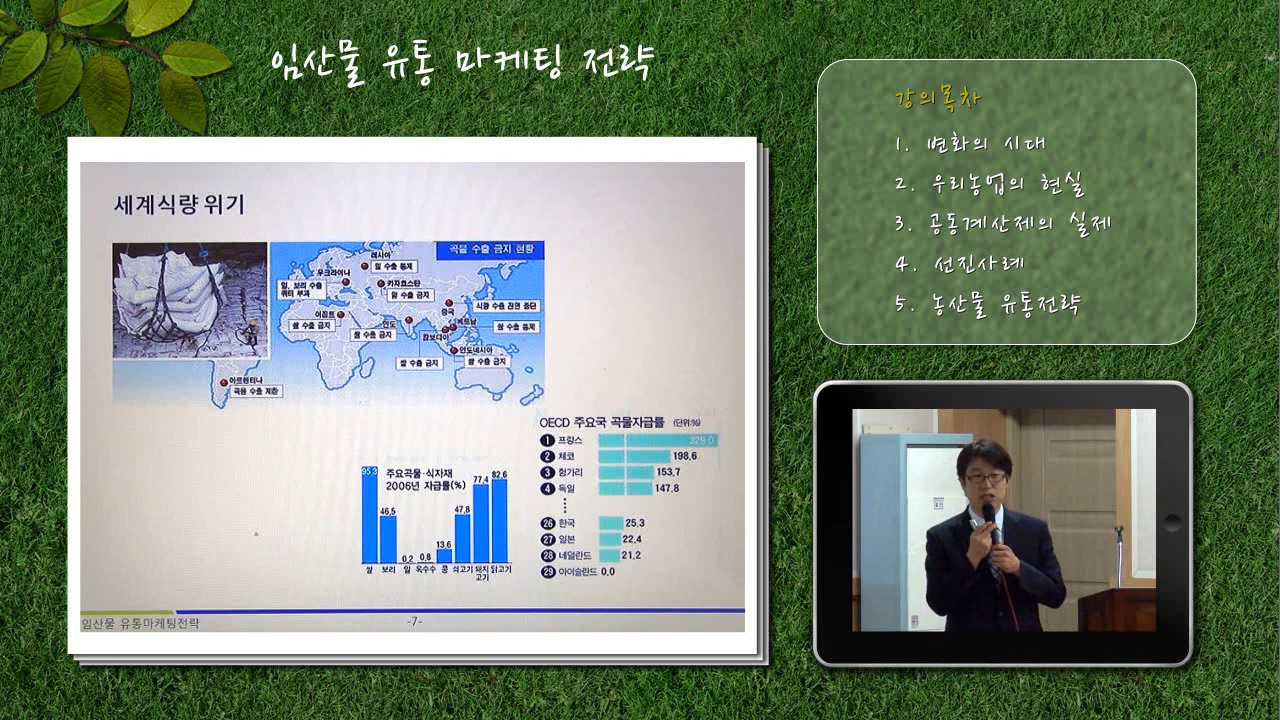 임산물 유통 마케팅 전략
강의목차
1. 변화의 시대
2. 우리농업의 현실
3. 공동계산제의 실제
4. 선진사례
5. 농산물 유통전략
세계식량 위기
곡물 수출 금지 현황
러시아
밀 수출 통제
우크라이나
밀, 보리 수출
쿼터 부과
카자흐스탄
밀 수출 금지
중국
식량 수출 전면 중단
이집트
쌀 수출 금지
인도
쌀 수출 금지
베트남
쌀 수출 통제
캄보디아
쌀 수출 금지
인도네시아
쌀 수출 금지
아르헨티나
곡물 수출 제한
주요곡물·식자재
2006년 자급률(%)
95.3
46.5
0.2
0.8
13.6
47.8
77.4
82.6
쌀 보리 밀 옥수수 콩 쇠고기 돼지고기 닭고기
OECD 주요국 곡물자급률 (단위:%)
1 프랑스 329.0
2 체코 198.6
3 헝가리 153.7
4 독일 147.8
26 한국 25.3
27 일본 22.4
28 네덜란드 21.2
29 아이슬란드 0.0
임산물 유통마케팅전략
-7-